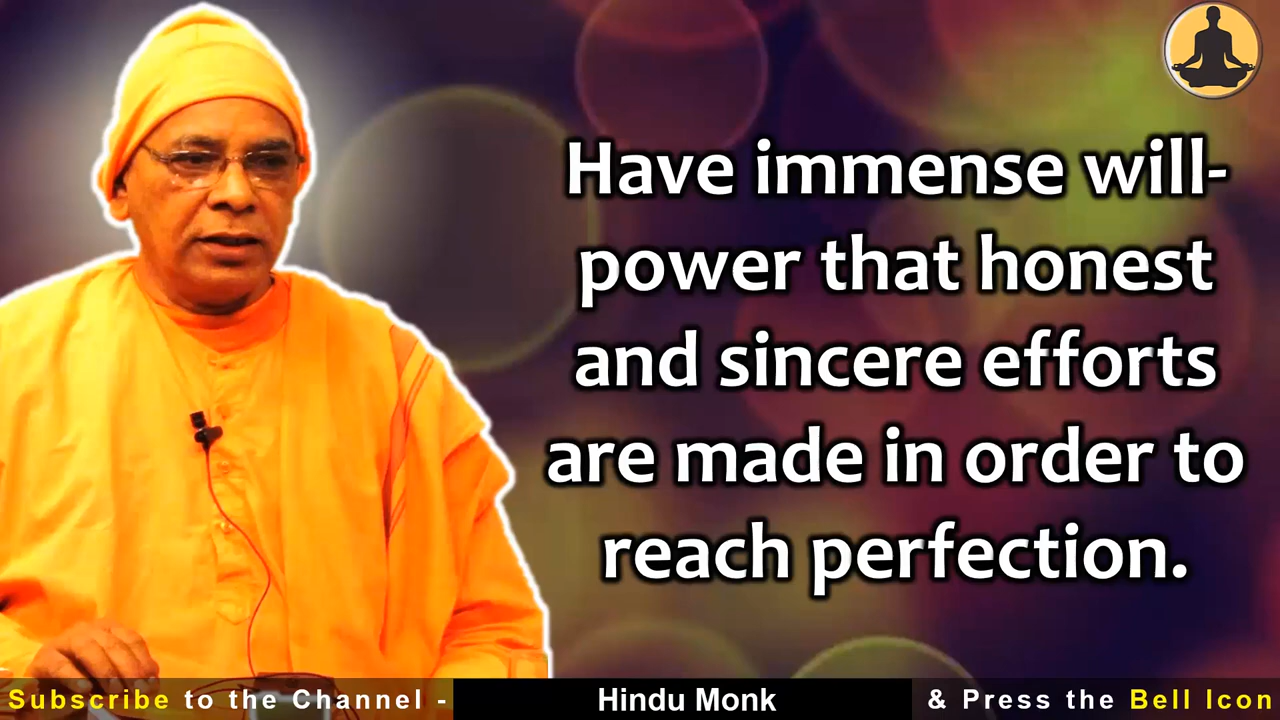 Have immense will-
power that honest
and sincere efforts
are made in order to
reach perfection.
Subscribe to the Channel - Hindu Monk & Press the Bell Icon